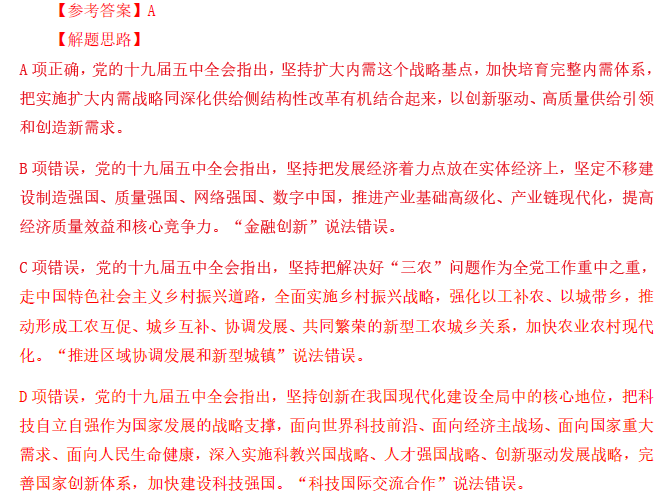 【参考答案】A
【解题思路】
A 项正确，党的十九届五中全会指出，坚持扩大内需这个战略基点，加快培育完整内需体系，
把实施扩大内需战略同深化供给侧结构性改革有机结合起来，以创新驱动、高质量供给引领
和创造新需求。
B 项错误，党的十九届五中全会指出，坚持把发展经济着力点放在实体经济上，坚定不移建
设制造强国、质量强国、网络强国、数字中国，推进产业基础高级化、产业链现代化，提高
经济质量效益和核心竞争力。“金融创新”说法错误。
C 项错误，党的十九届五中全会指出，坚持把解决好“三农”问题作为全党工作重中之重，
走中国特色社会主义乡村振兴道路，全面实施乡村振兴战略，强化以工补农、以城带乡，推
动形成工农互促、城乡互补、协调发展、共同繁荣的新型工农城乡关系，加快农业农村现代
化。“推进区域协调发展和新型城镇”说法错误。
D 项错误，党的十九届五中全会指出，坚持创新在我国现代化建设全局中的核心地位，把科
技自立自强作为国家发展的战略支撑，面向世界科技前沿、面向经济主战场、面向国家重大
需求、面向人民生命健康，深入实施科教兴国战略、人才强国战略、创新驱动发展战略，完
善国家创新体系，加快建设科技强国。“科技国际交流合作”说法错误。